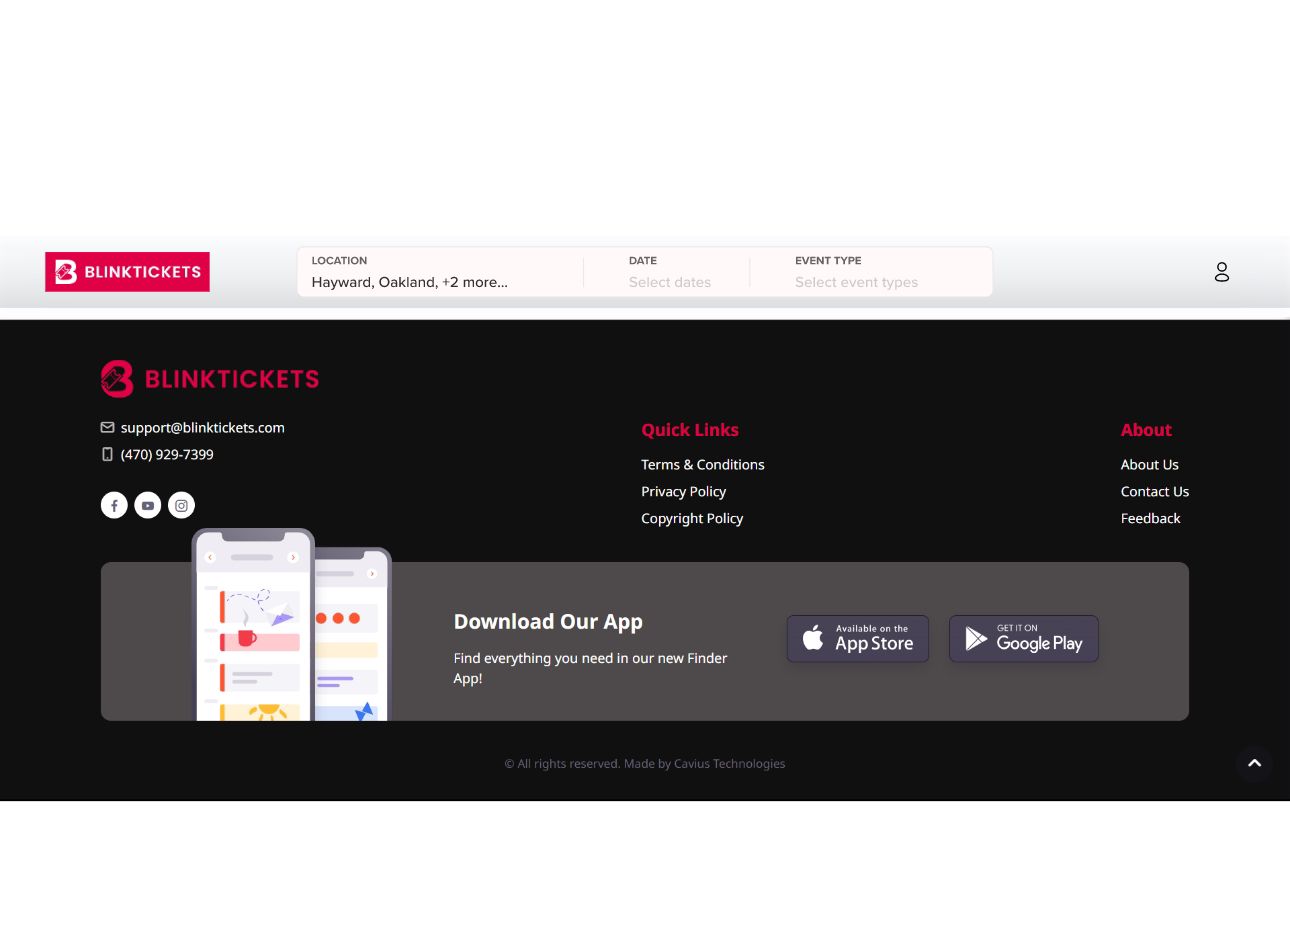 BLINKTICKETS
LOCATION
Hayward, Oakland, +2 more...
DATE
Select dates
EVENT TYPE
Select event types
BLINKTICKETS
support@blinktickets.com
(470) 929-7399
Quick Links
Terms & Conditions
Privacy Policy
Copyright Policy
About
About Us
Contact Us
Feedback
Download Our App
Find everything you need in our new Finder
App!
Available on the
App Store
GET IT ON
Google Play
© All rights reserved. Made by Cavius Technologies